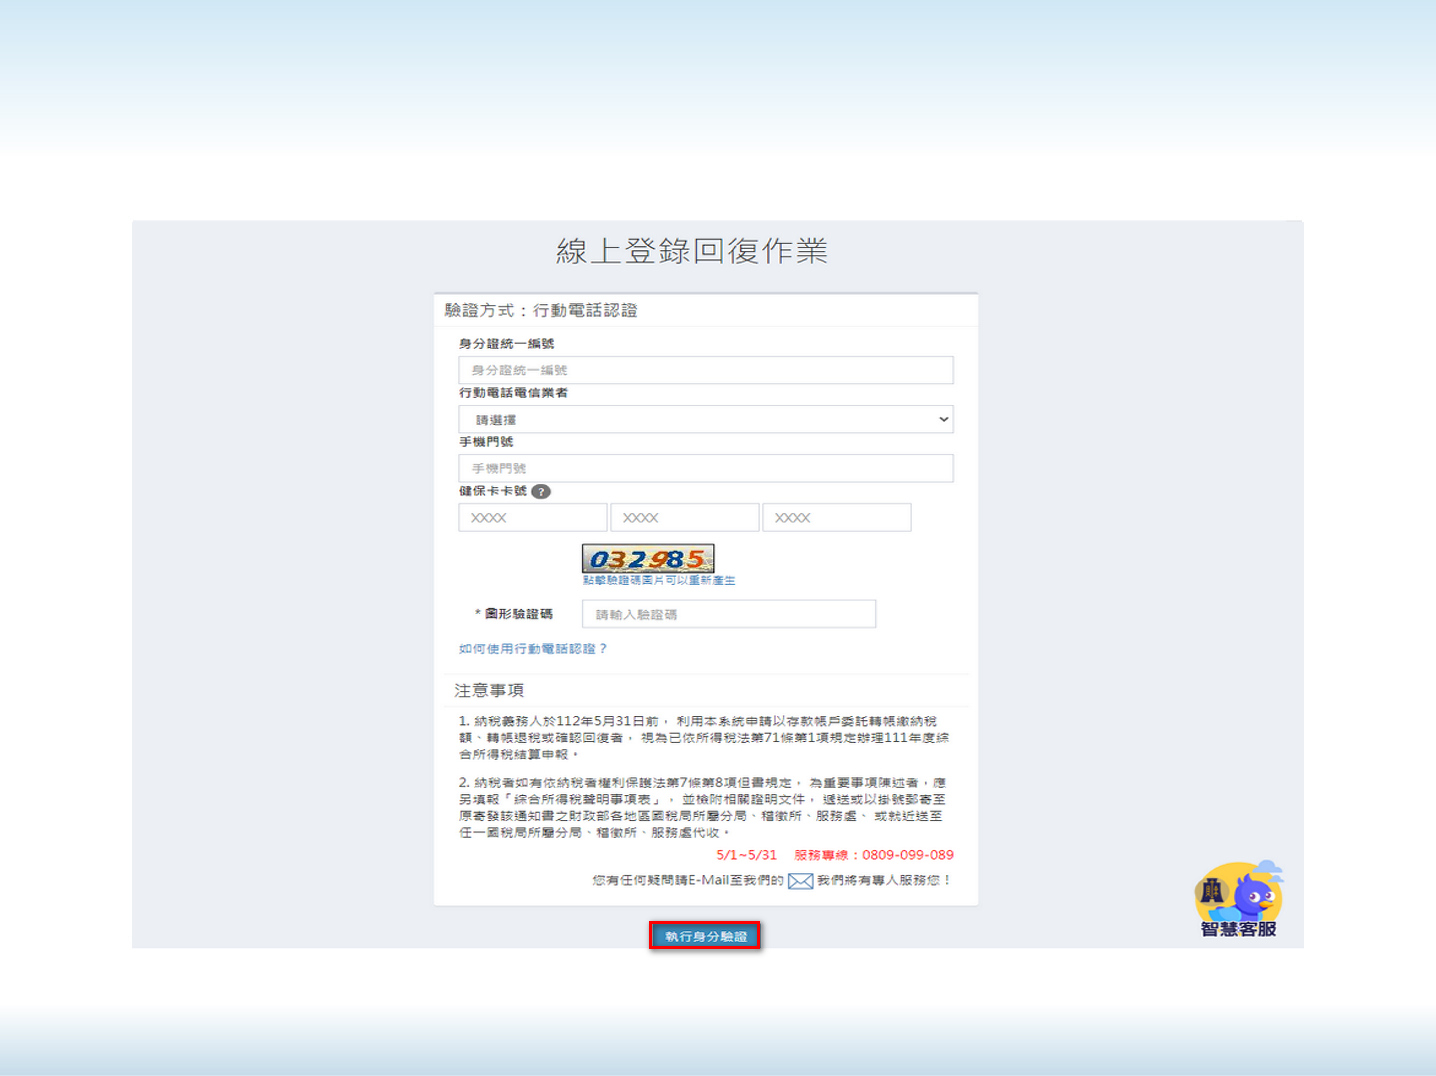 線上登錄回復作業
驗證方式：行動電話認證
身分證統一編號
身分證統一編號
行動電話電信業者
請選擇
手機門號
手機門號
健保卡卡號 ?
XXXX XXXX XXXX
032985
點擊驗證碼圖片可以重新產生
* 圖形驗證碼 請輸入驗證碼
如何使用行動電話認證？
注意事項
1. 納稅義務人於112年5月31日前， 利用本系統申請以存款帳戶委託轉帳繳納稅
額、轉帳退稅或確認回復者， 視為已依所得稅法第71條第1項規定辦理111年度綜
合所得稅結算申報。
2. 納稅者如有依納稅者權利保護法第7條第8項但書規定， 為重要事項陳述者，應
另填報「綜合所得稅聲明事項表」， 並檢附相關證明文件， 遞送或以掛號郵寄至
原寄發該通知書之財政部各地區國稅局所屬分局、稽徵所、服務處、 或就近送至
任一國稅局所屬分局、稽徵所、服務處代收。
5/1~5/31 服務專線：0809-099-089
您有任何疑問請E-Mail至我們的 我們將有專人服務您！
執行身分驗證
智慧客服